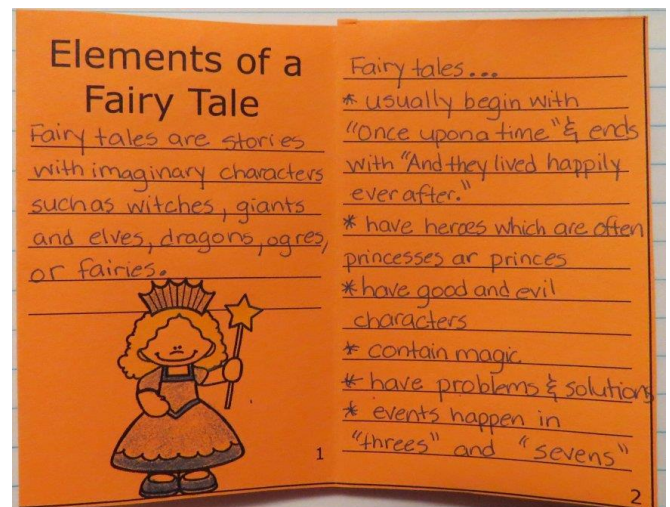 Elements of a
Fairy Tale
Fairy tales are stories
with imaginary characters
such as witches, giants
and elves, dragons, ogres,
or fairies.
1
Fairy tales...
* usually begin with
"Once upon a time" & ends
with "And they lived happily
ever after."
* have heroes which are often
princesses ar princes
* have good and evil
characters
* contain magic
* have problems & solutions
* events happen in
"threes" and "sevens"
2